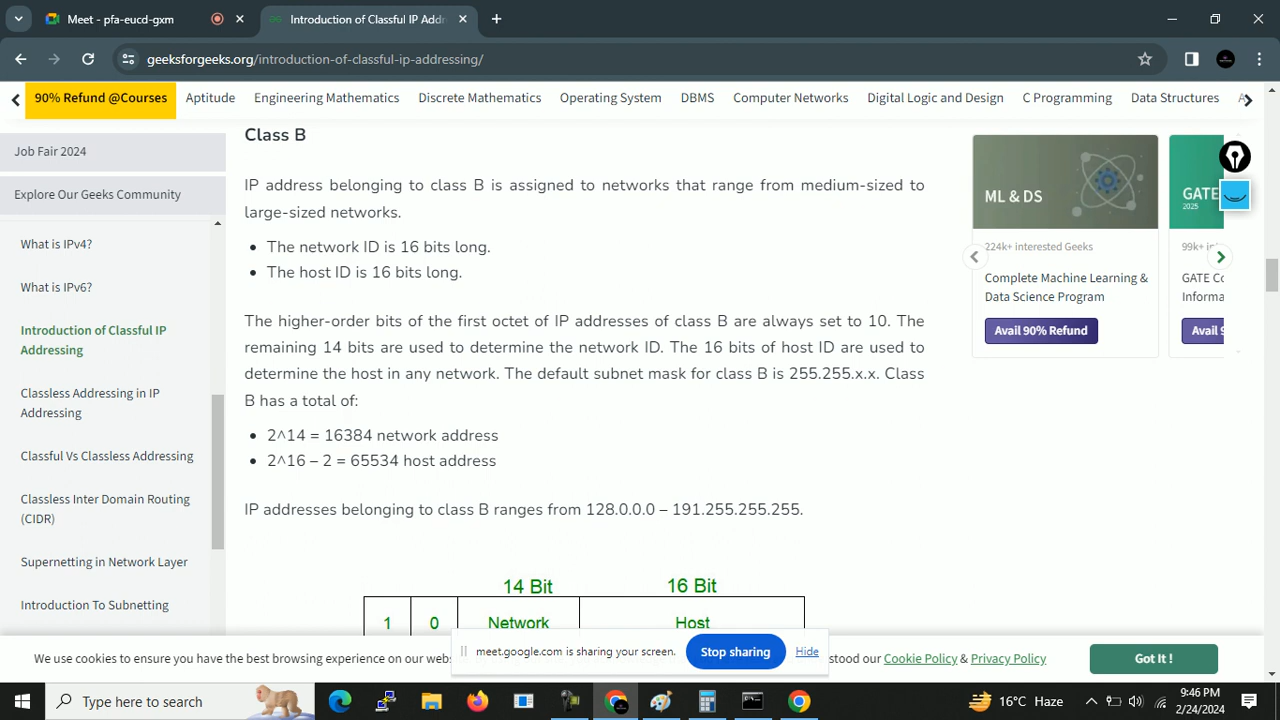 Meet - pfa-eucd-gxm
Introduction of Classful IP Addr
geeksforgeeks.org/introduction-of-classful-ip-addressing/
90% Refund @Courses
Aptitude
Engineering Mathematics
Discrete Mathematics
Operating System
DBMS
Computer Networks
Digital Logic and Design
C Programming
Data Structures
A
Job Fair 2024
Explore Our Geeks Community
What is IPv4?
What is IPv6?
Introduction of Classful IP
Addressing
Classless Addressing in IP
Addressing
Classful Vs Classless Addressing
Classless Inter Domain Routing
(CIDR)
Supernetting in Network Layer
Introduction To Subnetting
Class B
IP address belonging to class B is assigned to networks that range from medium-sized to
large-sized networks.
• The network ID is 16 bits long.
• The host ID is 16 bits long.
The higher-order bits of the first octet of IP addresses of class B are always set to 10. The
remaining 14 bits are used to determine the network ID. The 16 bits of host ID are used to
determine the host in any network. The default subnet mask for class B is 255.255.x.x. Class
B has a total of:
• 2^14 = 16384 network address
• 2^16 – 2 = 65534 host address
IP addresses belonging to class B ranges from 128.0.0.0 – 191.255.255.255.
14 Bit
16 Bit
1
0
Network
Host
ML & DS
224k+ interested Geeks
Complete Machine Learning &
Data Science Program
Avail 90% Refund
GATE
2025
99k+ in
GATE Co
Informa
Avail 9
We use cookies to ensure you have the best browsing experience on our webs
stood our Cookie Policy & Privacy Policy
Got It !
meet.google.com is sharing your screen.
Stop sharing
Hide
Type here to search
16°C Haze
9:46 PM
2/24/2024